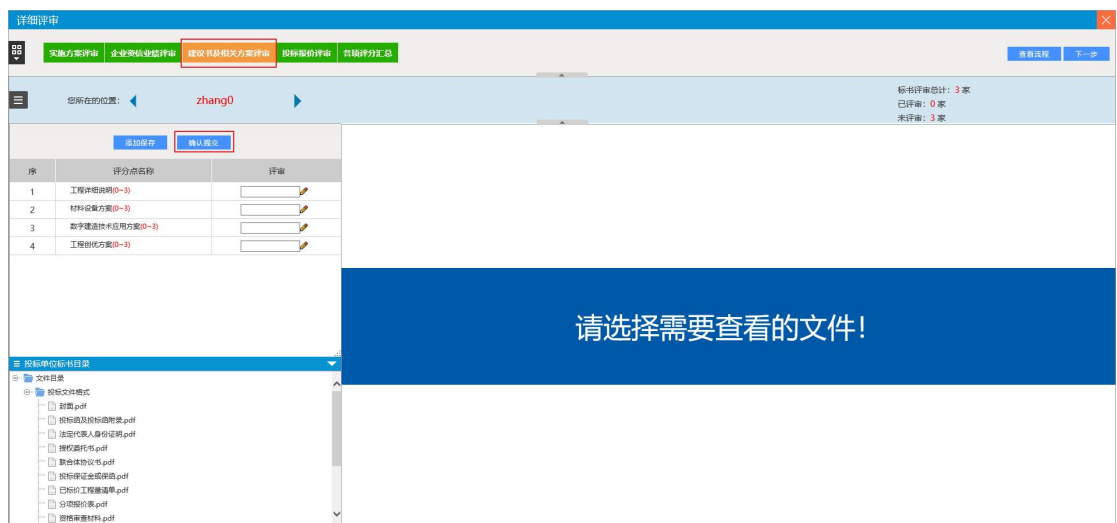 详细评审
实施方案评审 企业资信业绩评审 建议书及相关方案评审 投标报价评审 各项评分汇总 查看流程 下一步
您所在的位置： zhang0
标书评审总计：3 家
已评审：0 家
未评审：3 家
添加保存 确认提交
序 评分点名称 评审
1 工程详细说明(0~3)
2 材料设备方案(0~3)
3 数字建造技术应用方案(0~3)
4 工程创优方案(0~3)
请选择需要查看的文件!
投标单位标书目录
文件目录
投标文件格式
封面.pdf
投标函及投标函附录.pdf
法定代表人身份证明.pdf
授权委托书.pdf
联合体协议书.pdf
投标保证金或保函.pdf
已标价工程量清单.pdf
分项报价表.pdf
资格审查材料.pdf